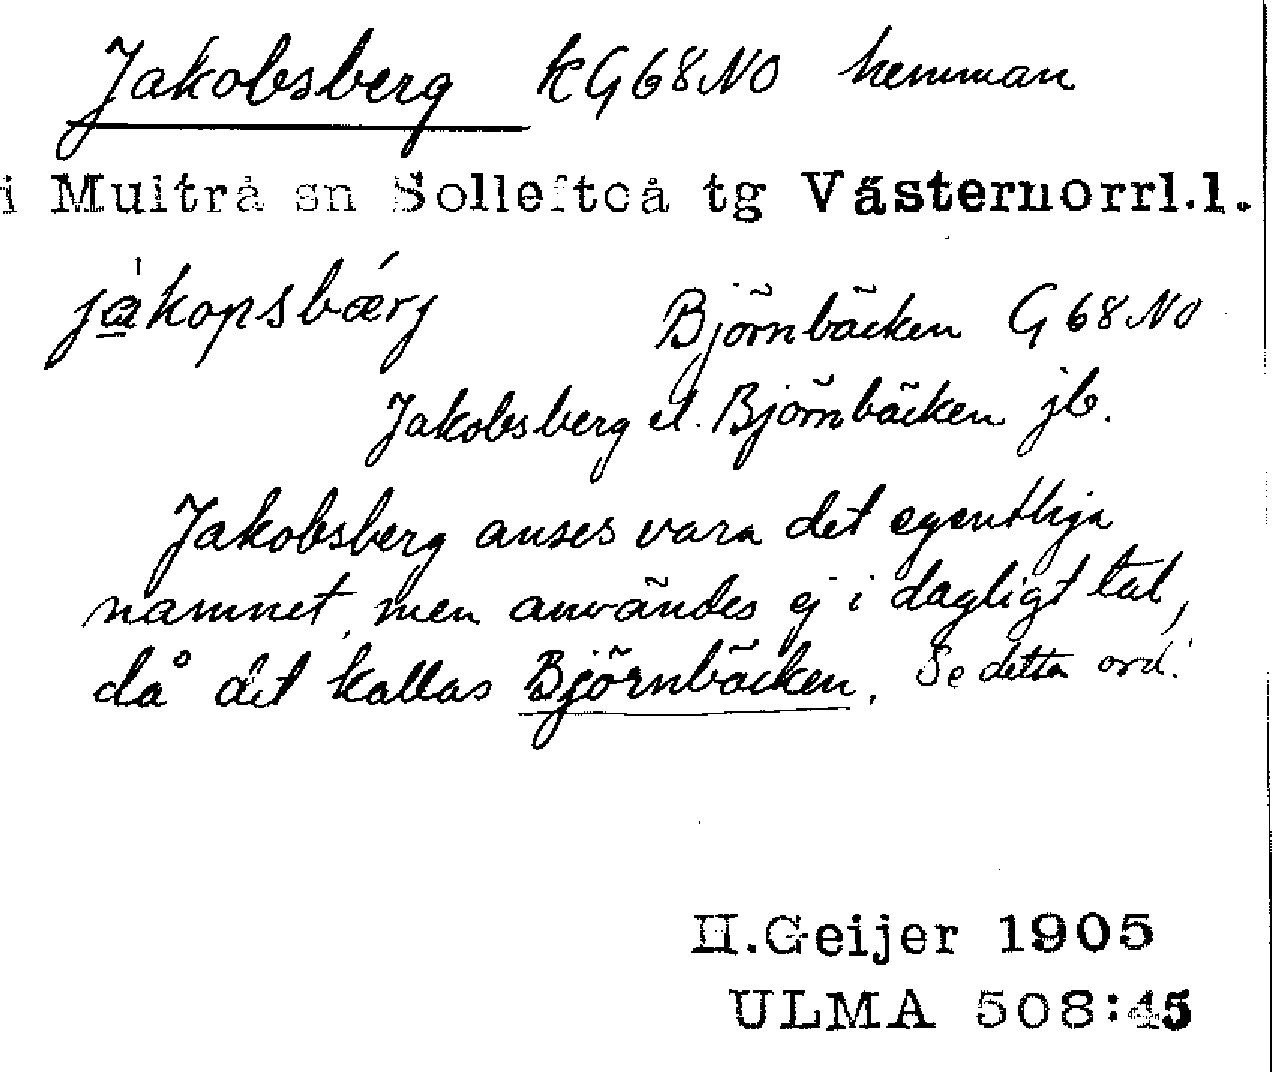 Jakobsberg kG68NO hemman
i Multrå sn Sollefteå tg Västernorrl.l.
jákopsbǽrj Björnbäcken G68NO
Jakobsberg el. Björnbäcken jb.
Jakobsberg anses vara det egentliga
namnet, men användes ej i dagligt tal,
då det kallas Björnbäcken. Se detta ord!
H.Geijer 1905
ULMA 508:45